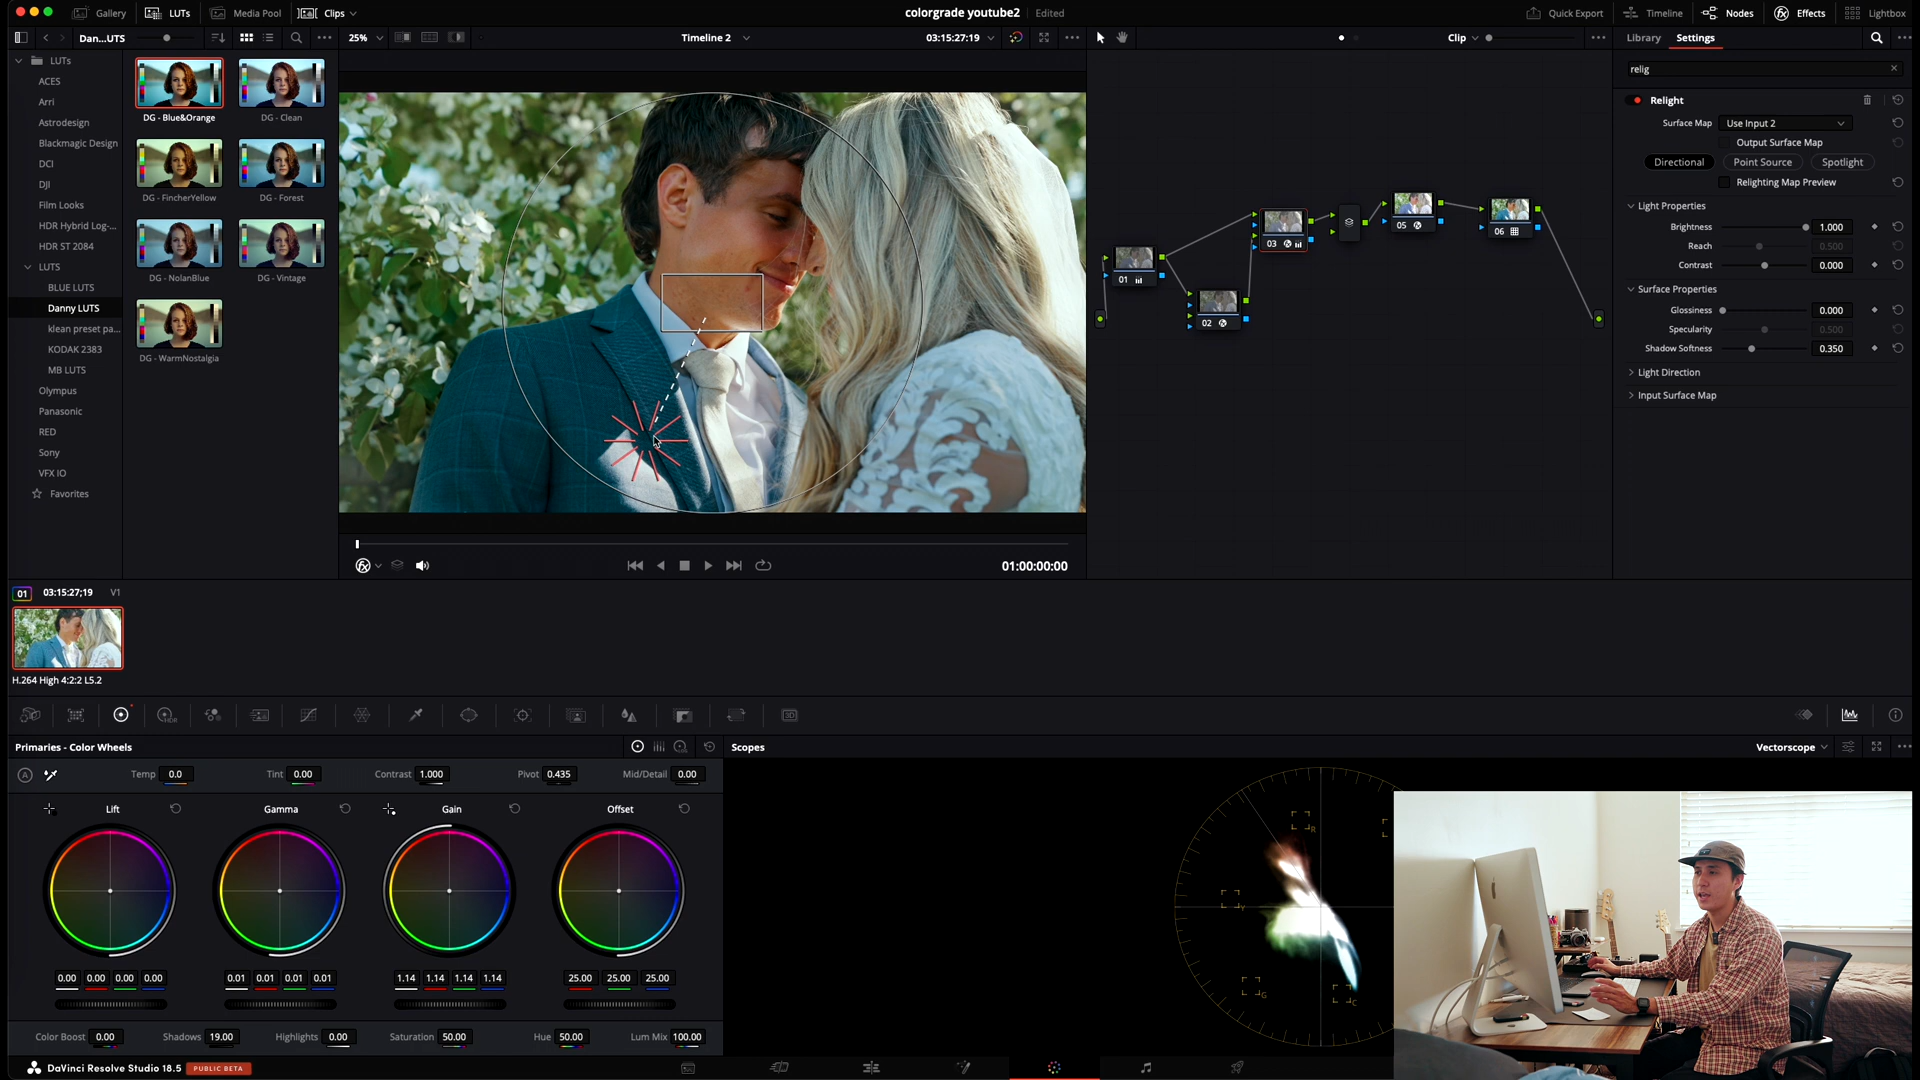 Gallery LUTs Media Pool Clips colorgrade youtube2 Edited Quick Export Timeline Nodes Effects Lightbox
Dan...UTS 25% Timeline 2 03:15:27:19 Clip Library Settings
LUTs
ACES
Arri
Astrodesign
Blackmagic Design
DCI
DJI
Film Looks
HDR Hybrid Log-...
HDR ST 2084
LUTS
BLUE LUTS
Danny LUTS
klean preset pa...
KODAK 2383
MB LUTS
Olympus
Panasonic
RED
Sony
VFX IO
Favorites
DG - Blue&Orange DG - Clean
DG - FincherYellow DG - Forest
DG - NolanBlue DG - Vintage
DG - WarmNostalgia
01:00:00:00
01
02
03
05
06
relig
Relight
Surface Map Use Input 2
Output Surface Map
Directional Point Source Spotlight
Relighting Map Preview
Light Properties
Brightness 1.000
Reach 0.500
Contrast 0.000
Surface Properties
Glossiness 0.000
Specularity 0.500
Shadow Softness 0.350
Light Direction
Input Surface Map
01 03:15:27;19 V1
H.264 High 4:2:2 L5.2
HDR
3D
Primaries - Color Wheels
Scopes Vectorscope
A Temp 0.0 Tint 0.00 Contrast 1.000 Pivot 0.435 Mid/Detail 0.00
Lift Gamma Gain Offset
0.00 0.00 0.00 0.00 0.01 0.01 0.01 0.01 1.14 1.14 1.14 1.14 25.00 25.00 25.00
Color Boost 0.00 Shadows 19.00 Highlights 0.00 Saturation 50.00 Hue 50.00 Lum Mix 100.00
R
Y
G
C
DaVinci Resolve Studio 18.5 PUBLIC BETA